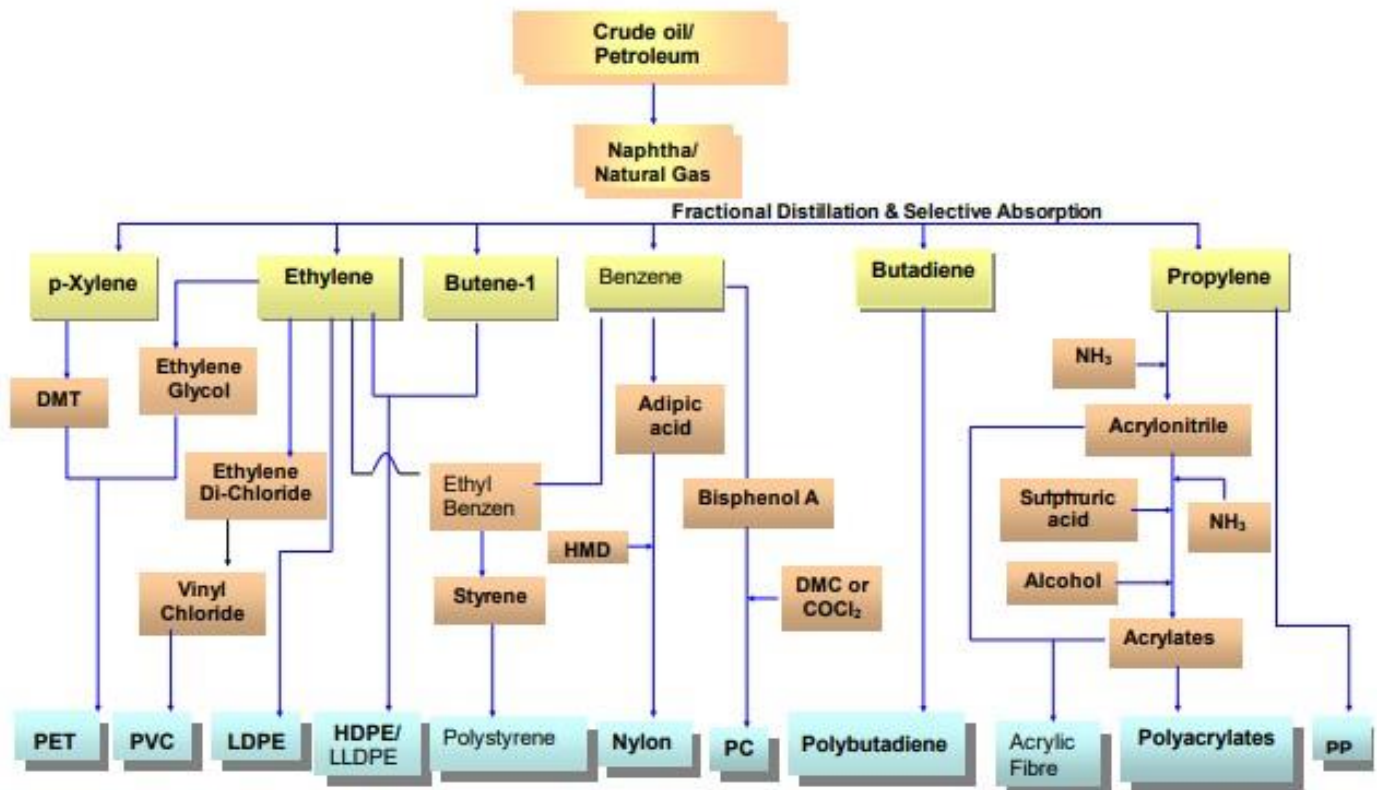 Crude oil/
Petroleum
Naphtha/
Natural Gas
Fractional Distillation & Selective Absorption
p-Xylene
Ethylene
Butene-1
Benzene
Butadiene
Propylene
DMT
Ethylene
Glycol
Adipic
acid
NH₃
Acrylonitrile
Ethylene
Di-Chloride
Ethyl
Benzen
Bisphenol A
Sulphuric
acid
NH₃
HMD
Vinyl
Chloride
Styrene
DMC or
COCl₂
Alcohol
Acrylates
PET
PVC
LDPE
HDPE/
LLDPE
Polystyrene
Nylon
PC
Polybutadiene
Acrylic
Fibre
Polyacrylates
PP